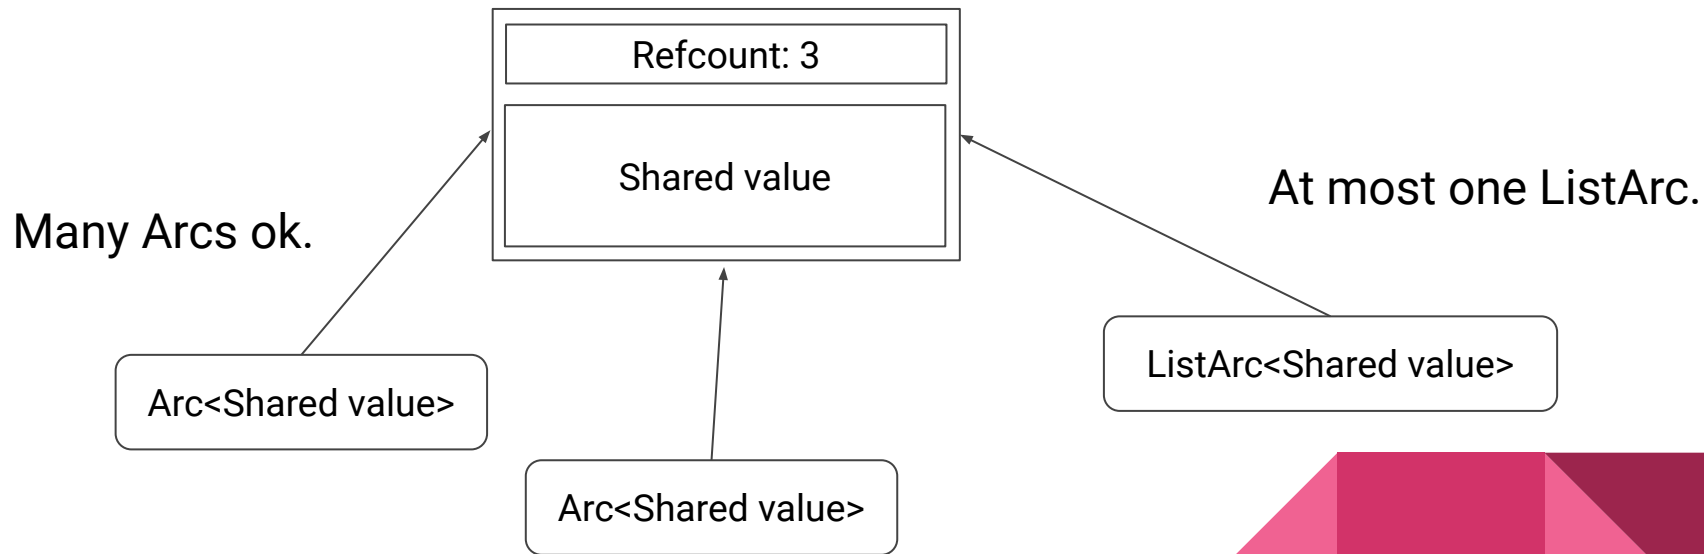 Refcount: 3
Shared value
Many Arcs ok.
At most one ListArc.
Arc<Shared value>
Arc<Shared value>
ListArc<Shared value>